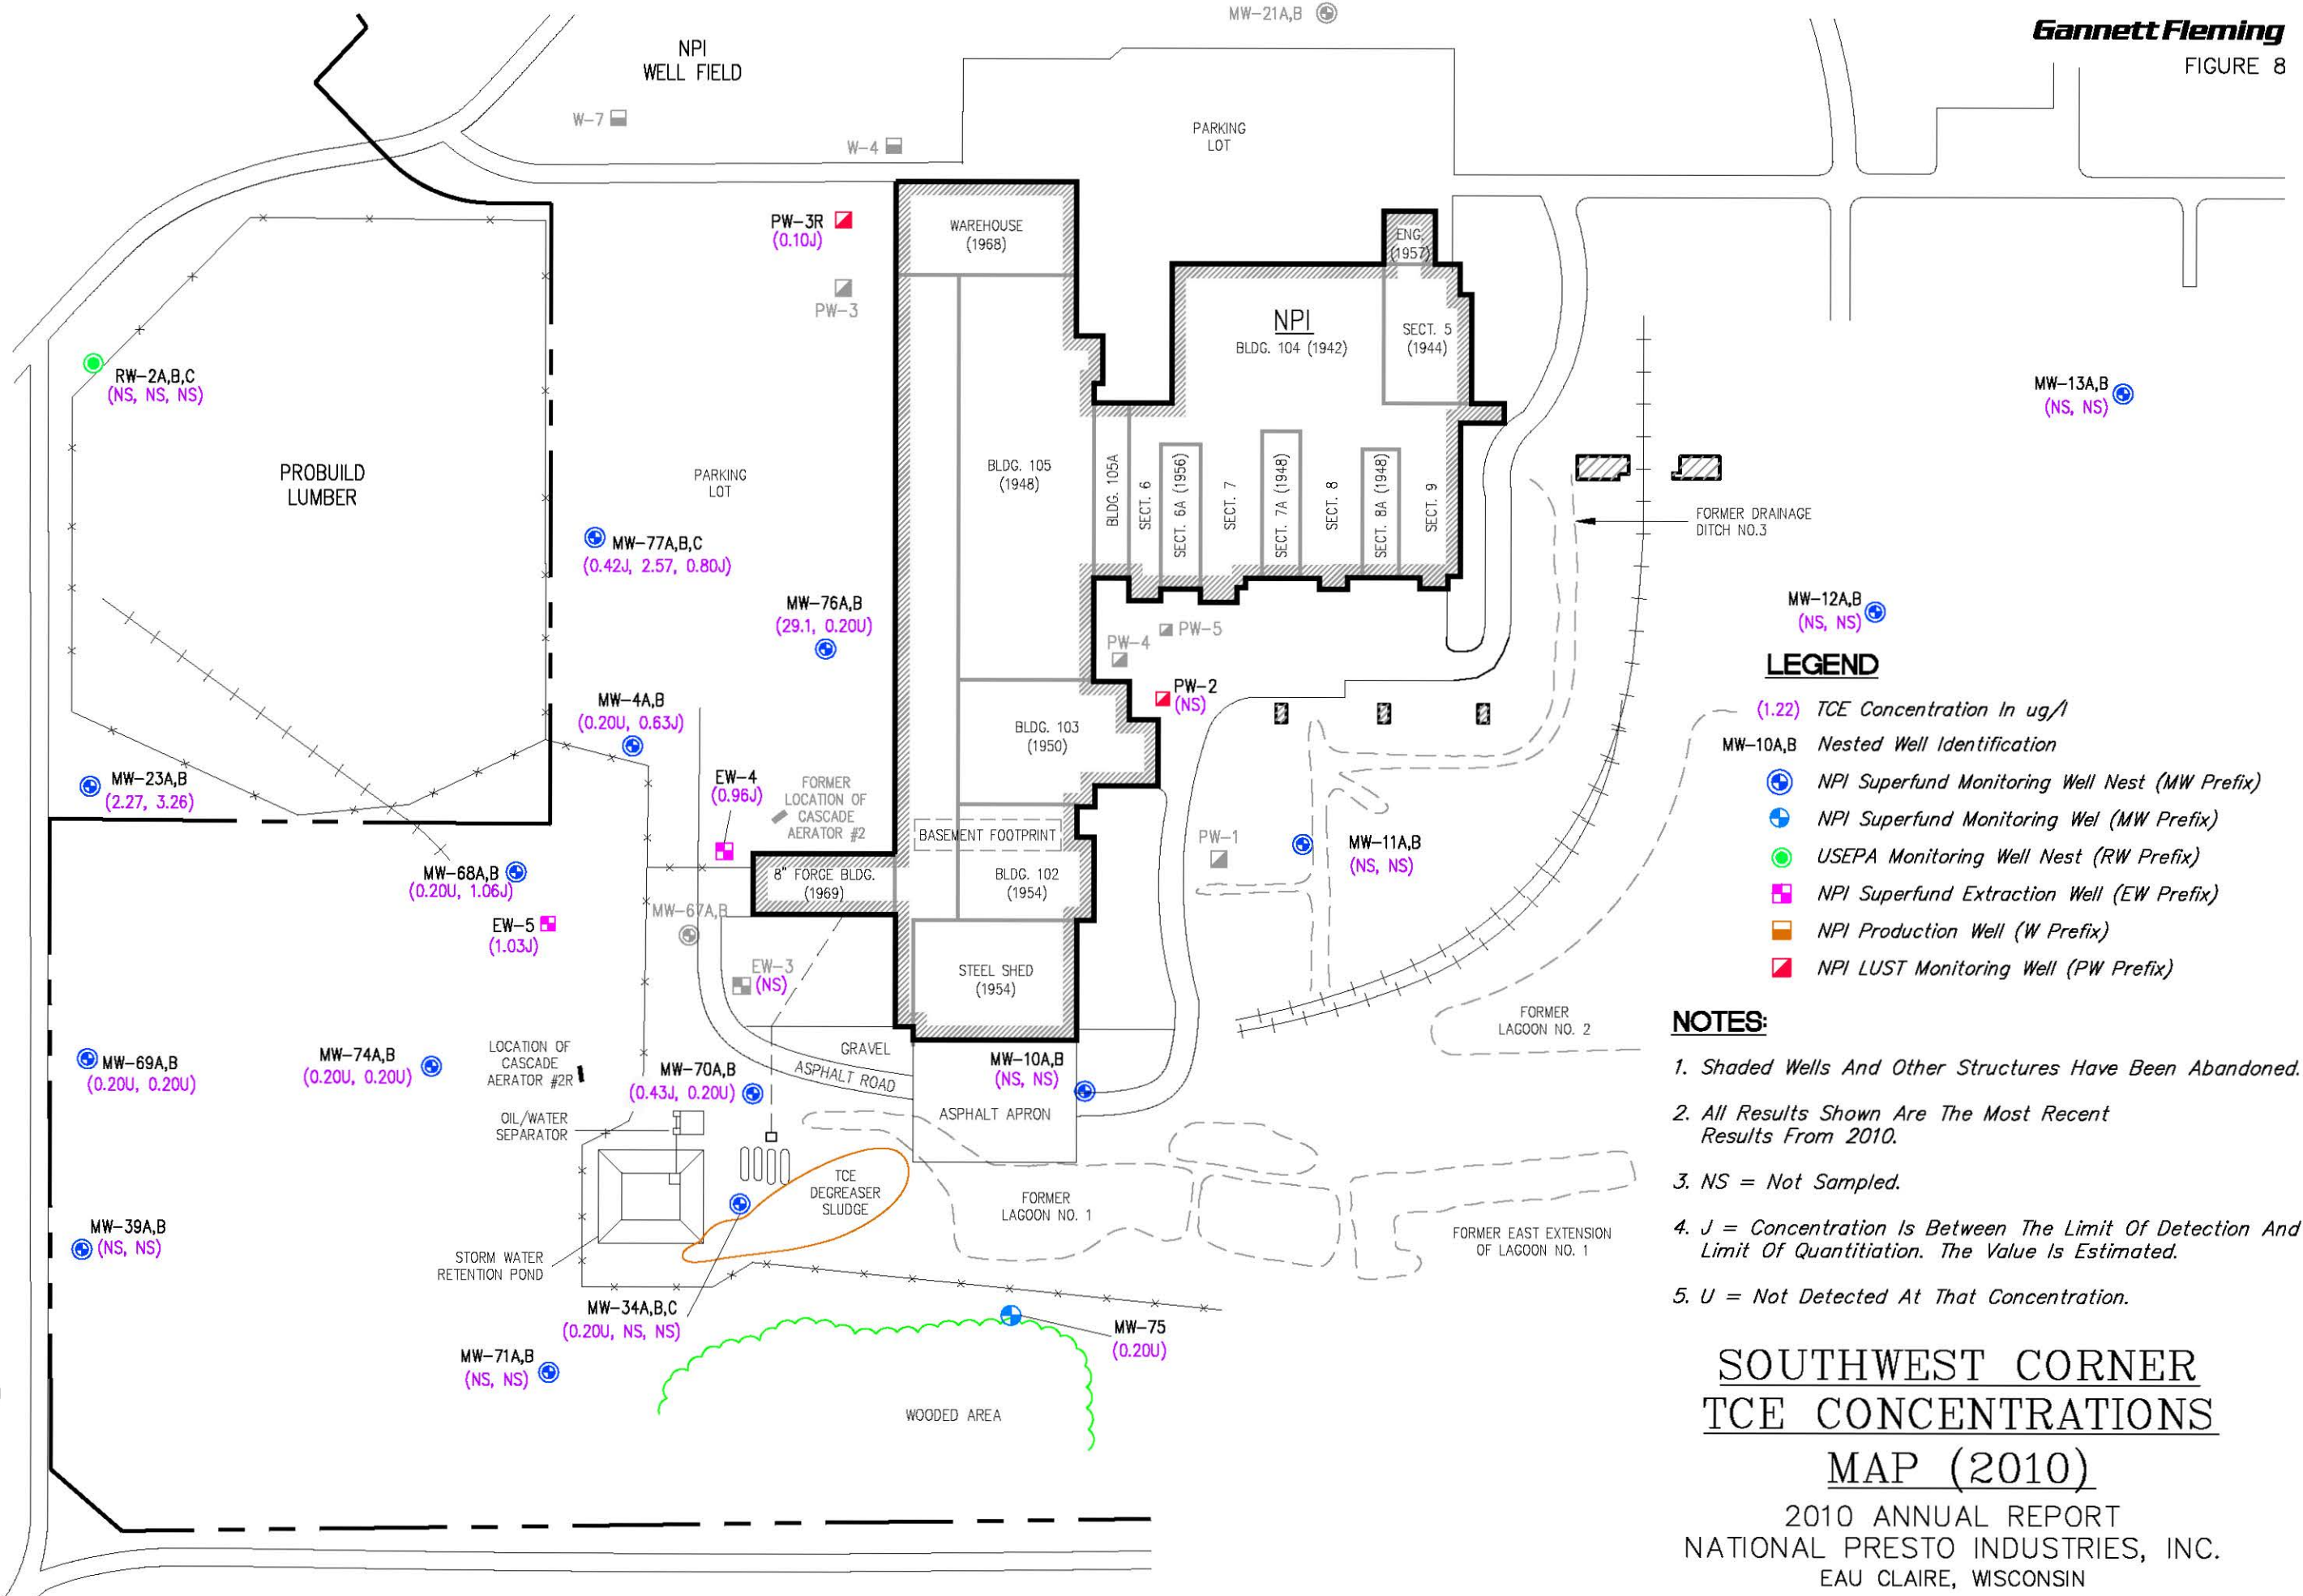 MW-21A,B
Gannett Fleming
FIGURE 8
NPI
WELL FIELD
W-7
W-4
PARKING
LOT
PW-3R
(0.10J)
PW-3
WAREHOUSE
(1968)
ENG.
(1957)
NPI
BLDG. 104 (1942)
SECT. 5
(1944)
RW-2A,B,C
(NS, NS, NS)
MW-13A,B
(NS, NS)
PROBUILD
LUMBER
PARKING
LOT
BLDG. 105
(1948)
BLDG. 105A
SECT. 6
SECT. 6A (1956)
SECT. 7
SECT. 7A (1948)
SECT. 8
SECT. 8A (1948)
SECT. 9
FORMER DRAINAGE
DITCH NO.3
MW-77A,B,C
(0.42J, 2.57, 0.80J)
MW-76A,B
(29.1, 0.20U)
PW-4
PW-5
PW-2
(NS)
MW-12A,B
(NS, NS)
MW-4A,B
(0.20U, 0.63J)
BLDG. 103
(1950)
MW-23A,B
(2.27, 3.26)
EW-4
(0.96J)
FORMER
LOCATION OF
CASCADE
AERATOR #2
BASEMENT FOOTPRINT
PW-1
MW-11A,B
(NS, NS)
MW-68A,B
(0.20U, 1.06J)
8" FORGE BLDG.
(1969)
BLDG. 102
(1954)
EW-5
(1.03J)
MW-67A,B
EW-3
(NS)
STEEL SHED
(1954)
FORMER
LAGOON NO. 2
MW-69A,B
(0.20U, 0.20U)
MW-74A,B
(0.20U, 0.20U)
LOCATION OF
CASCADE
AERATOR #2R
MW-70A,B
(0.43J, 0.20U)
GRAVEL
ASPHALT ROAD
MW-10A,B
(NS, NS)
ASPHALT APRON
OIL/WATER
SEPARATOR
TCE
DEGREASER
SLUDGE
FORMER
LAGOON NO. 1
FORMER EAST EXTENSION
OF LAGOON NO. 1
MW-39A,B
(NS, NS)
STORM WATER
RETENTION POND
MW-34A,B,C
(0.20U, NS, NS)
MW-75
(0.20U)
MW-71A,B
(NS, NS)
WOODED AREA
LEGEND
(1.22) TCE Concentration In ug/l
MW-10A,B Nested Well Identification
NPI Superfund Monitoring Well Nest (MW Prefix)
NPI Superfund Monitoring Wel (MW Prefix)
USEPA Monitoring Well Nest (RW Prefix)
NPI Superfund Extraction Well (EW Prefix)
NPI Production Well (W Prefix)
NPI LUST Monitoring Well (PW Prefix)
NOTES:
1. Shaded Wells And Other Structures Have Been Abandoned.
2. All Results Shown Are The Most Recent
Results From 2010.
3. NS = Not Sampled.
4. J = Concentration Is Between The Limit Of Detection And
Limit Of Quantitiation. The Value Is Estimated.
5. U = Not Detected At That Concentration.
SOUTHWEST CORNER
TCE CONCENTRATIONS
MAP (2010)
2010 ANNUAL REPORT
NATIONAL PRESTO INDUSTRIES, INC.
EAU CLAIRE, WISCONSIN